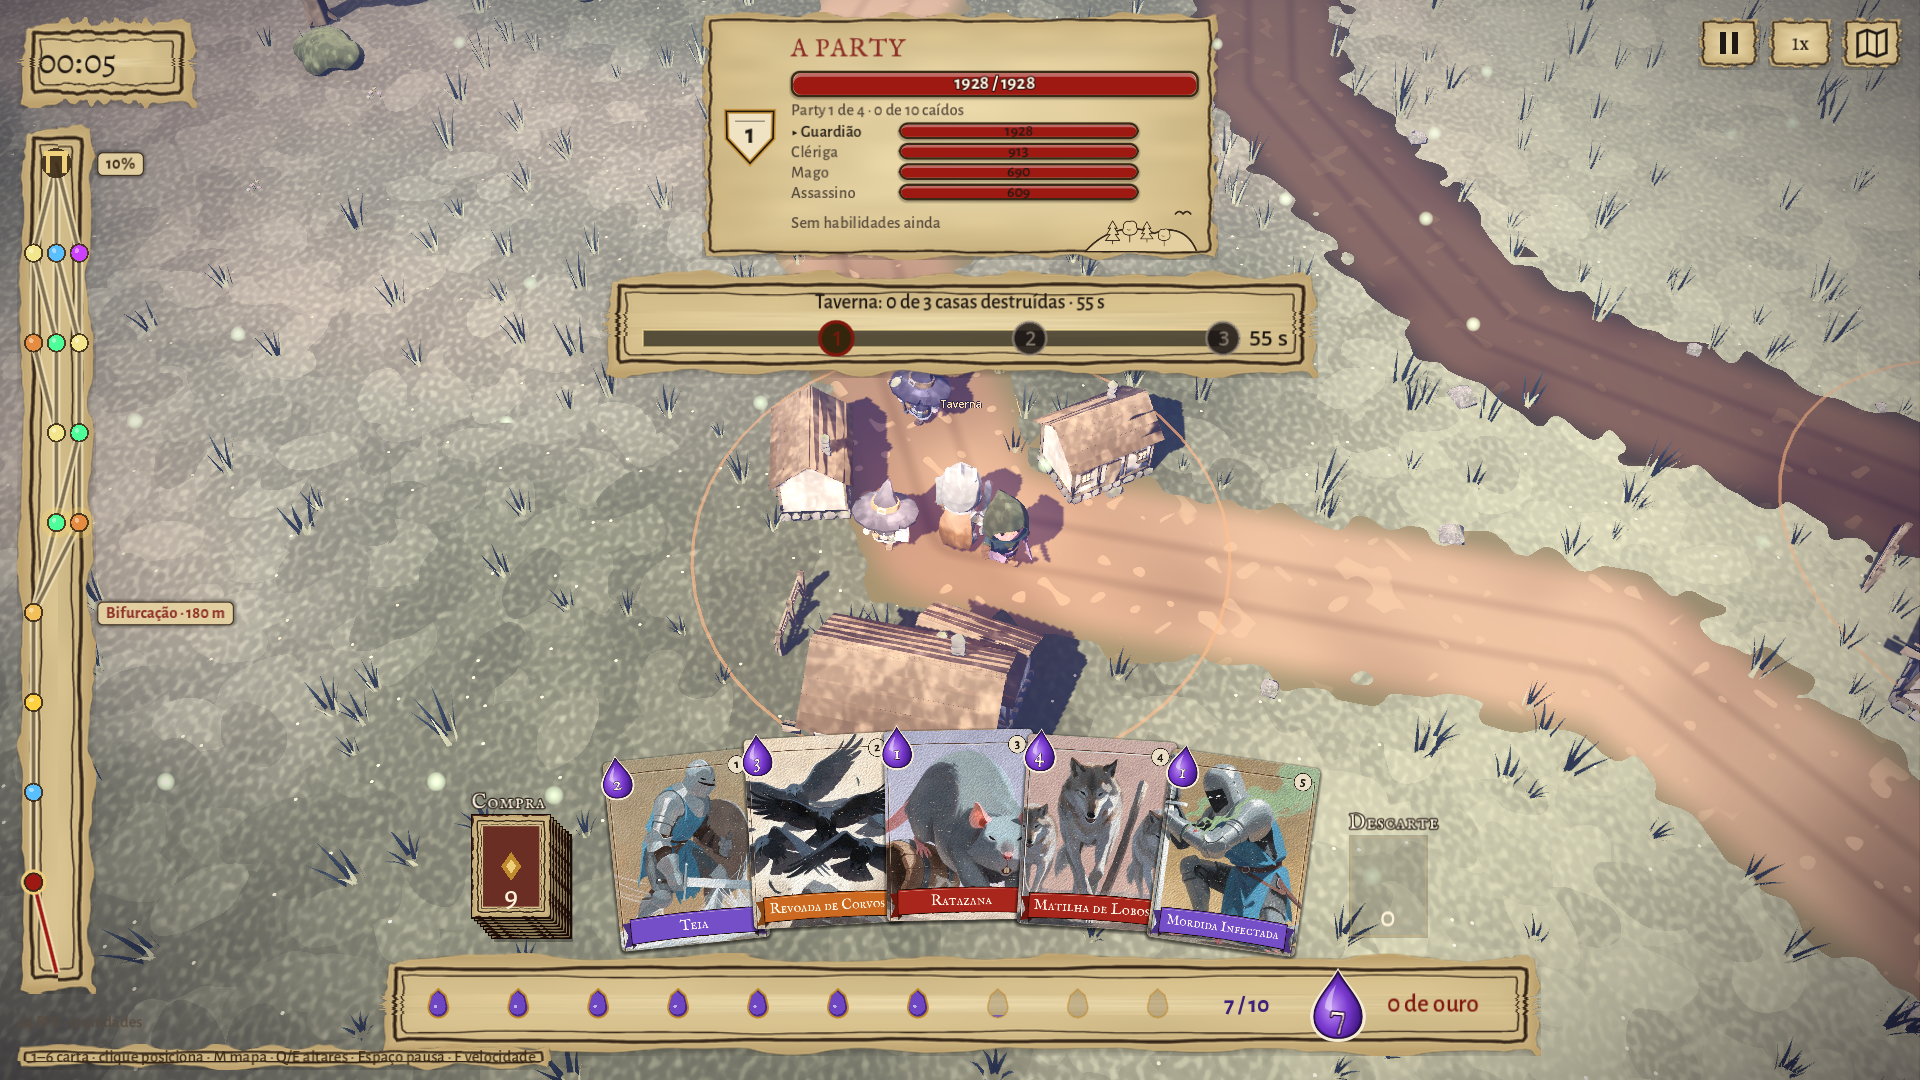 00:05
A PARTY
1928 / 1928
Party 1 de 4 · 0 de 10 caídos
1
▸ Guardião 1928
Clériga 913
Mago 690
Assassino 609
Sem habilidades ainda
1x
10%
Taverna: 0 de 3 casas destruídas · 55 s
1 2 3 55 s
Taverna
Bifurcação · 180 m
COMPRA
9
2 1 TEIA
3 2 REVOADA DE CORVOS
1 3 RATAZANA
4 4 MATILHA DE LOBOS
1 5 MORDIDA INFECTADA
DESCARTE
0
7 / 10
7
0 de ouro
1–6 carta · clique posiciona · M mapa · Q/E altares · Espaço pausa · F velocidade